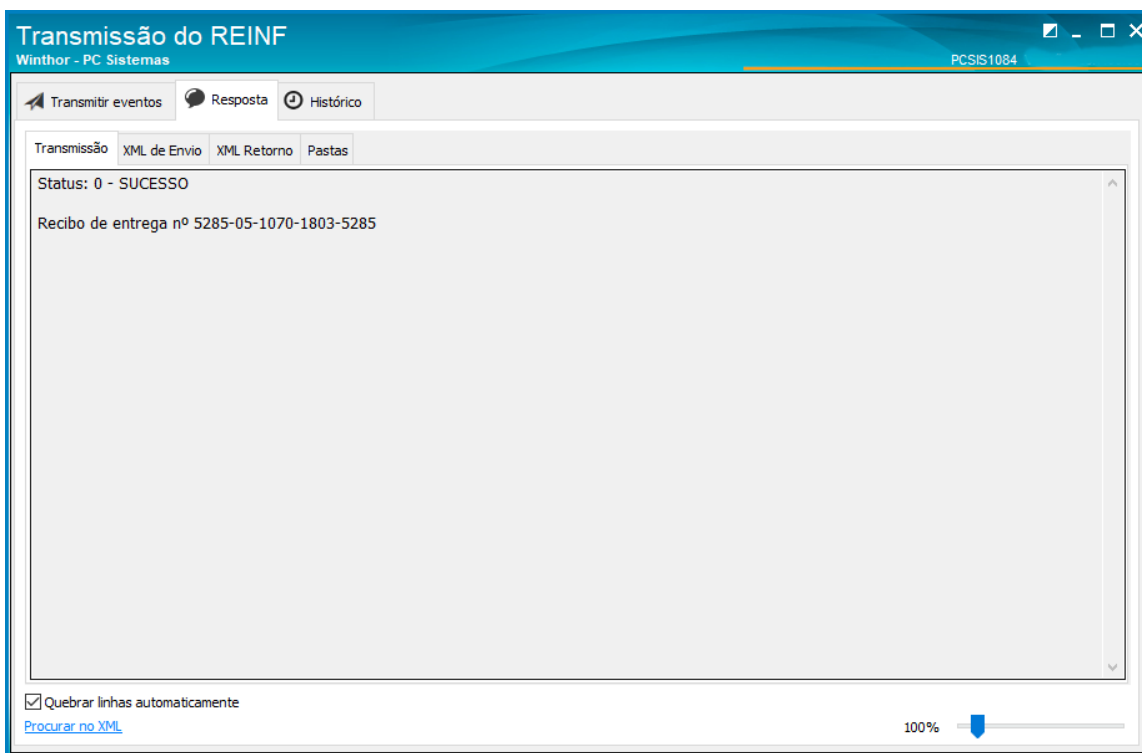 Transmissão do REINF
Winthor - PC Sistemas
PCSIS1084
Transmitir eventos
Resposta
Histórico
Transmissão
XML de Envio
XML Retorno
Pastas
Status: 0 - SUCESSO
Recibo de entrega nº 5285-05-1070-1803-5285
Quebrar linhas automaticamente
Procurar no XML
100%